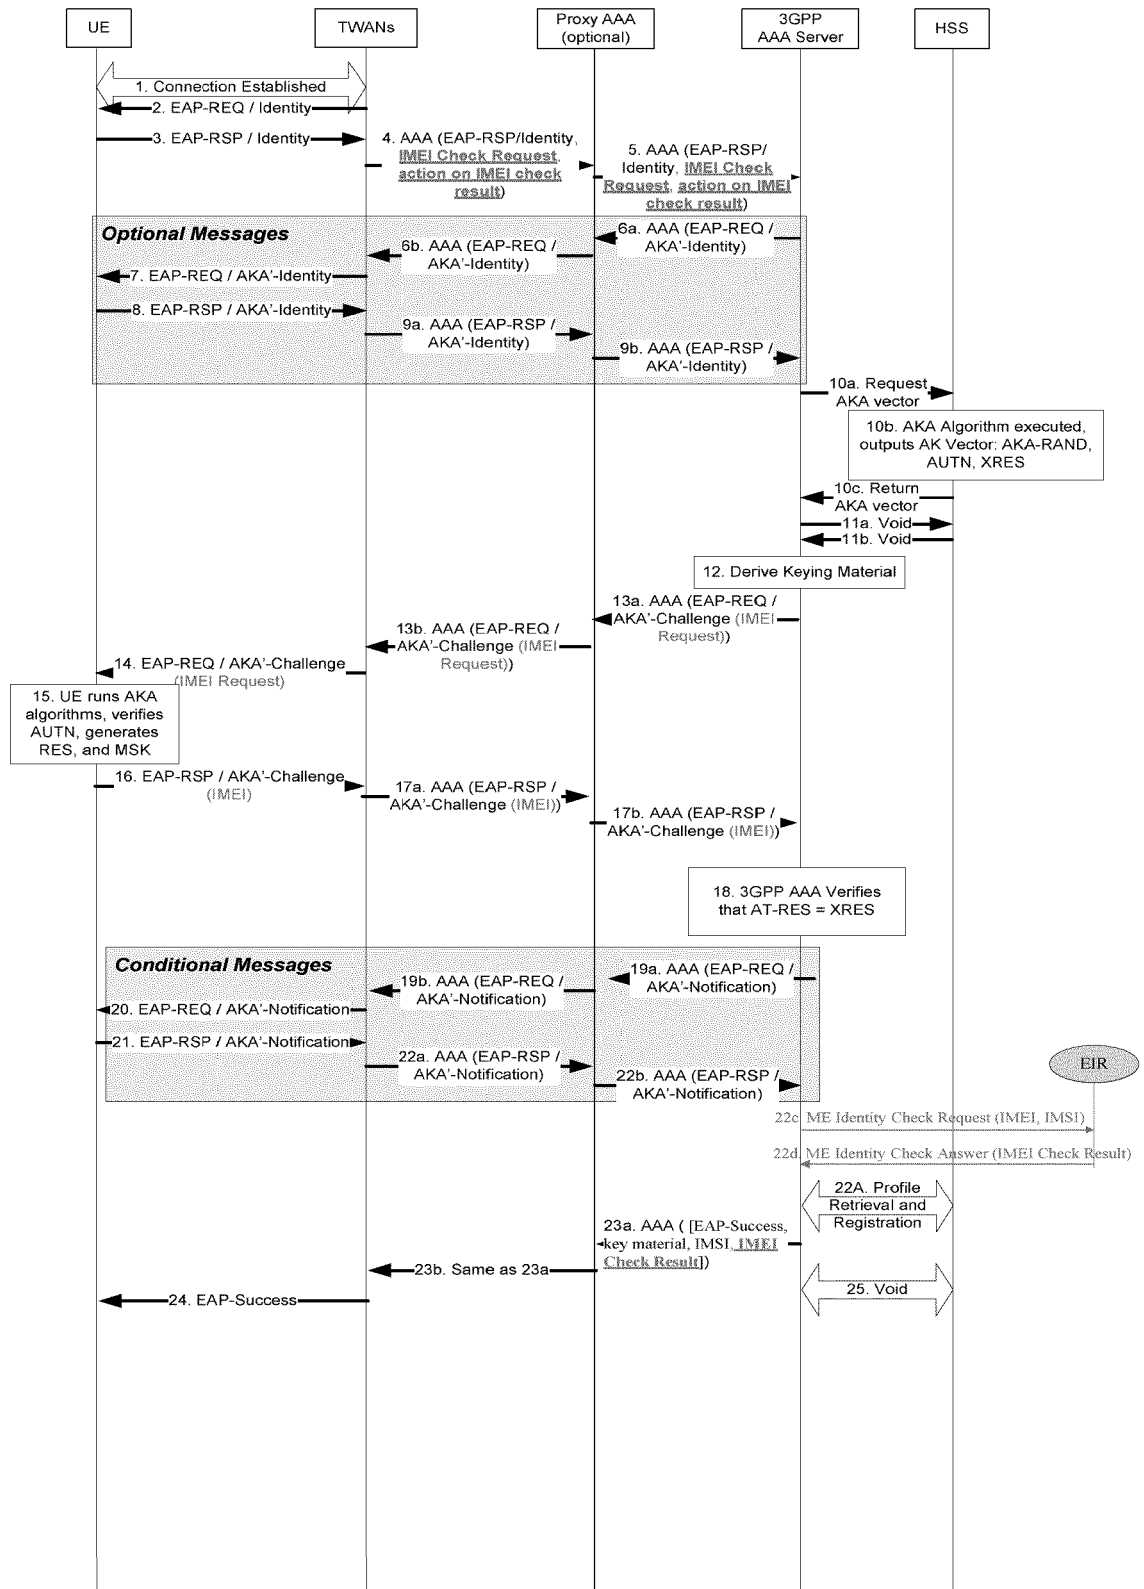 UE
TWANs
Proxy AAA
(optional)
3GPP
AAA Server
HSS
1. Connection Established
2. EAP-REQ / Identity
3. EAP-RSP / Identity
4. AAA (EAP-RSP/Identity,
IMEI Check Request,
action on IMEI check
result)
5. AAA (EAP-RSP/
Identity, IMEI Check
Request, action on IMEI
check result)
Optional Messages
6a. AAA (EAP-REQ /
AKA'-Identity)
6b. AAA (EAP-REQ /
AKA'-Identity)
7. EAP-REQ / AKA'-Identity
8. EAP-RSP / AKA'-Identity
9a. AAA (EAP-RSP /
AKA'-Identity)
9b. AAA (EAP-RSP /
AKA'-Identity)
10a. Request
AKA vector
10b. AKA Algorithm executed,
outputs AK Vector: AKA-RAND,
AUTN, XRES
10c. Return
AKA vector
11a. Void
11b. Void
12. Derive Keying Material
13a. AAA (EAP-REQ /
AKA'-Challenge (IMEI
Request))
13b. AAA (EAP-REQ /
AKA'-Challenge (IMEI
Request))
14. EAP-REQ / AKA'-Challenge
(IMEI Request)
15. UE runs AKA
algorithms, verifies
AUTN, generates
RES, and MSK
16. EAP-RSP / AKA'-Challenge
(IMEI)
17a. AAA (EAP-RSP /
AKA'-Challenge (IMEI))
17b. AAA (EAP-RSP /
AKA'-Challenge (IMEI))
18. 3GPP AAA Verifies
that AT-RES = XRES
Conditional Messages
19a. AAA (EAP-REQ /
AKA'-Notification)
19b. AAA (EAP-REQ /
AKA'-Notification)
20. EAP-REQ / AKA'-Notification
21. EAP-RSP / AKA'-Notification
22a. AAA (EAP-RSP /
AKA'-Notification)
22b. AAA (EAP-RSP /
AKA'-Notification)
EIR
22c. ME Identity Check Request (IMEI, IMSI)
22d. ME Identity Check Answer (IMEI Check Result)
22A. Profile
Retrieval and
Registration
23a. AAA ( [EAP-Success,
key material, IMSI, IMEI
Check Result])
23b. Same as 23a
24. EAP-Success
25. Void